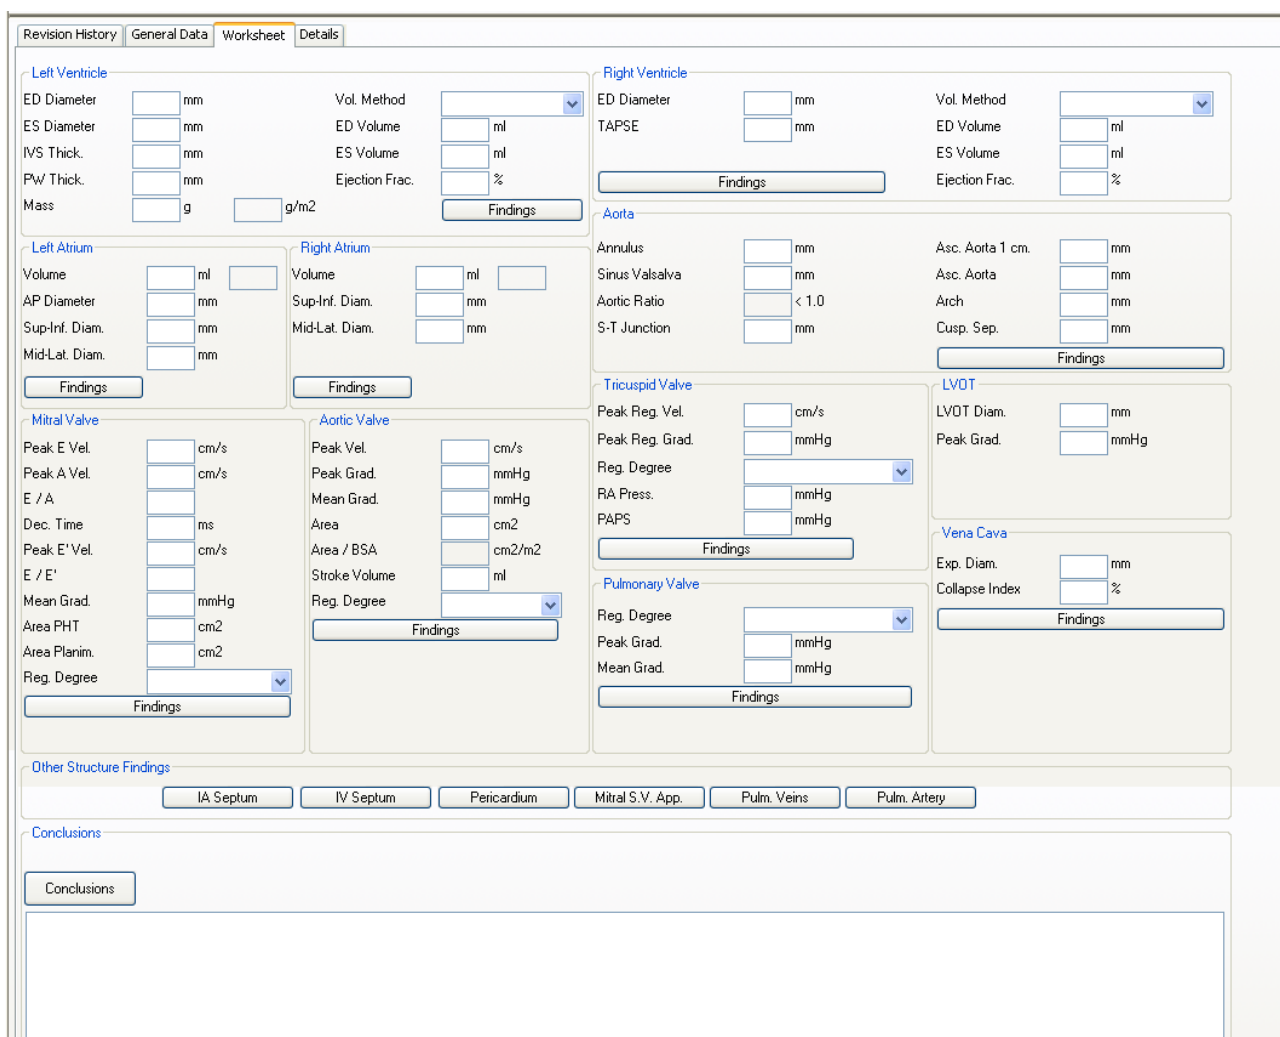 Revision History General Data Worksheet Details
Left Ventricle
ED Diameter mm Vol. Method
ES Diameter mm ED Volume ml
IVS Thick. mm ES Volume ml
PW Thick. mm Ejection Frac. %
Mass g g/m2 Findings
Right Ventricle
ED Diameter mm Vol. Method
TAPSE mm ED Volume ml
ES Volume ml
Findings Ejection Frac. %
Left Atrium
Volume ml
AP Diameter mm
Sup-Inf. Diam. mm
Mid-Lat. Diam. mm
Findings
Right Atrium
Volume ml
Sup-Inf. Diam. mm
Mid-Lat. Diam. mm
Findings
Aorta
Annulus mm Asc. Aorta 1 cm. mm
Sinus Valsalva mm Asc. Aorta mm
Aortic Ratio < 1.0 Arch mm
S-T Junction mm Cusp. Sep. mm
Findings
Mitral Valve
Peak E Vel. cm/s
Peak A Vel. cm/s
E / A
Dec. Time ms
Peak E' Vel. cm/s
E / E'
Mean Grad. mmHg
Area PHT cm2
Area Planim. cm2
Reg. Degree
Findings
Aortic Valve
Peak Vel. cm/s
Peak Grad. mmHg
Mean Grad. mmHg
Area cm2
Area / BSA cm2/m2
Stroke Volume ml
Reg. Degree
Findings
Tricuspid Valve
Peak Reg. Vel. cm/s
Peak Reg. Grad. mmHg
Reg. Degree
RA Press. mmHg
PAPS mmHg
Findings
LVOT
LVOT Diam. mm
Peak Grad. mmHg
Pulmonary Valve
Reg. Degree
Peak Grad. mmHg
Mean Grad. mmHg
Findings
Vena Cava
Exp. Diam. mm
Collapse Index %
Findings
Other Structure Findings
IA Septum IV Septum Pericardium Mitral S.V. App. Pulm. Veins Pulm. Artery
Conclusions
Conclusions